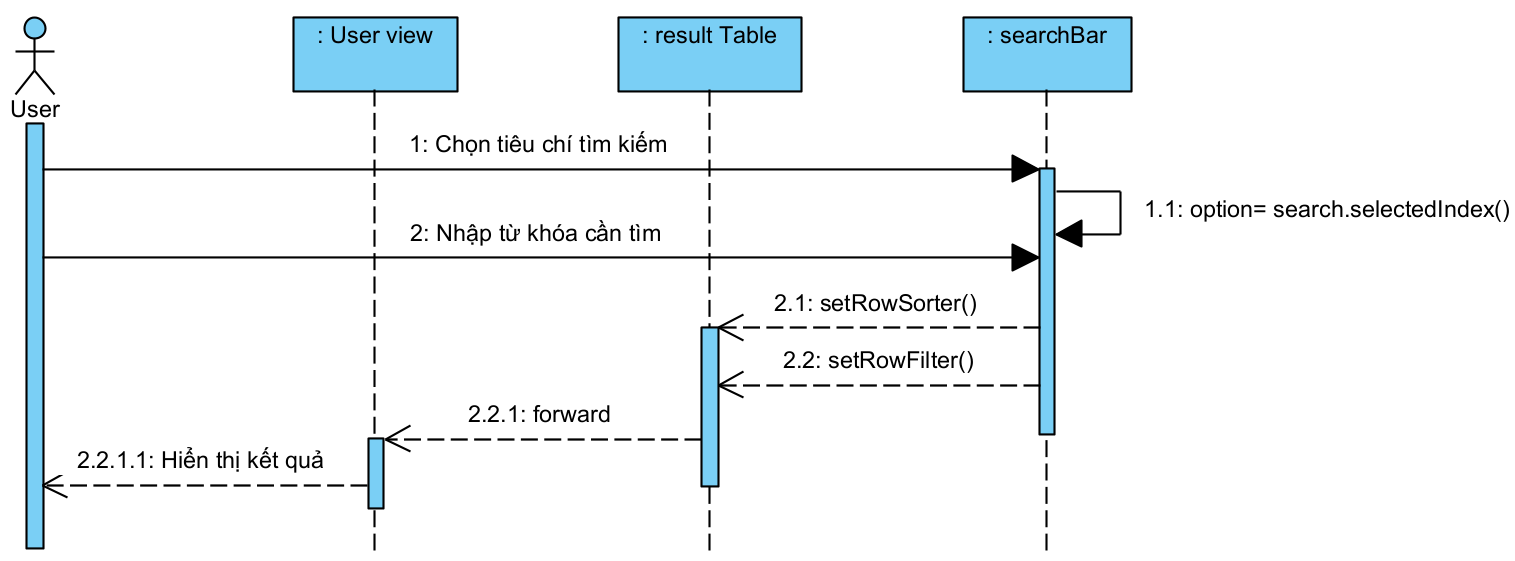 : User view
: result Table
: searchBar
User
1: Chọn tiêu chí tìm kiếm
1.1: option= search.selectedIndex()
2: Nhập từ khóa cần tìm
2.1: setRowSorter()
2.2: setRowFilter()
2.2.1: forward
2.2.1.1: Hiển thị kết quả